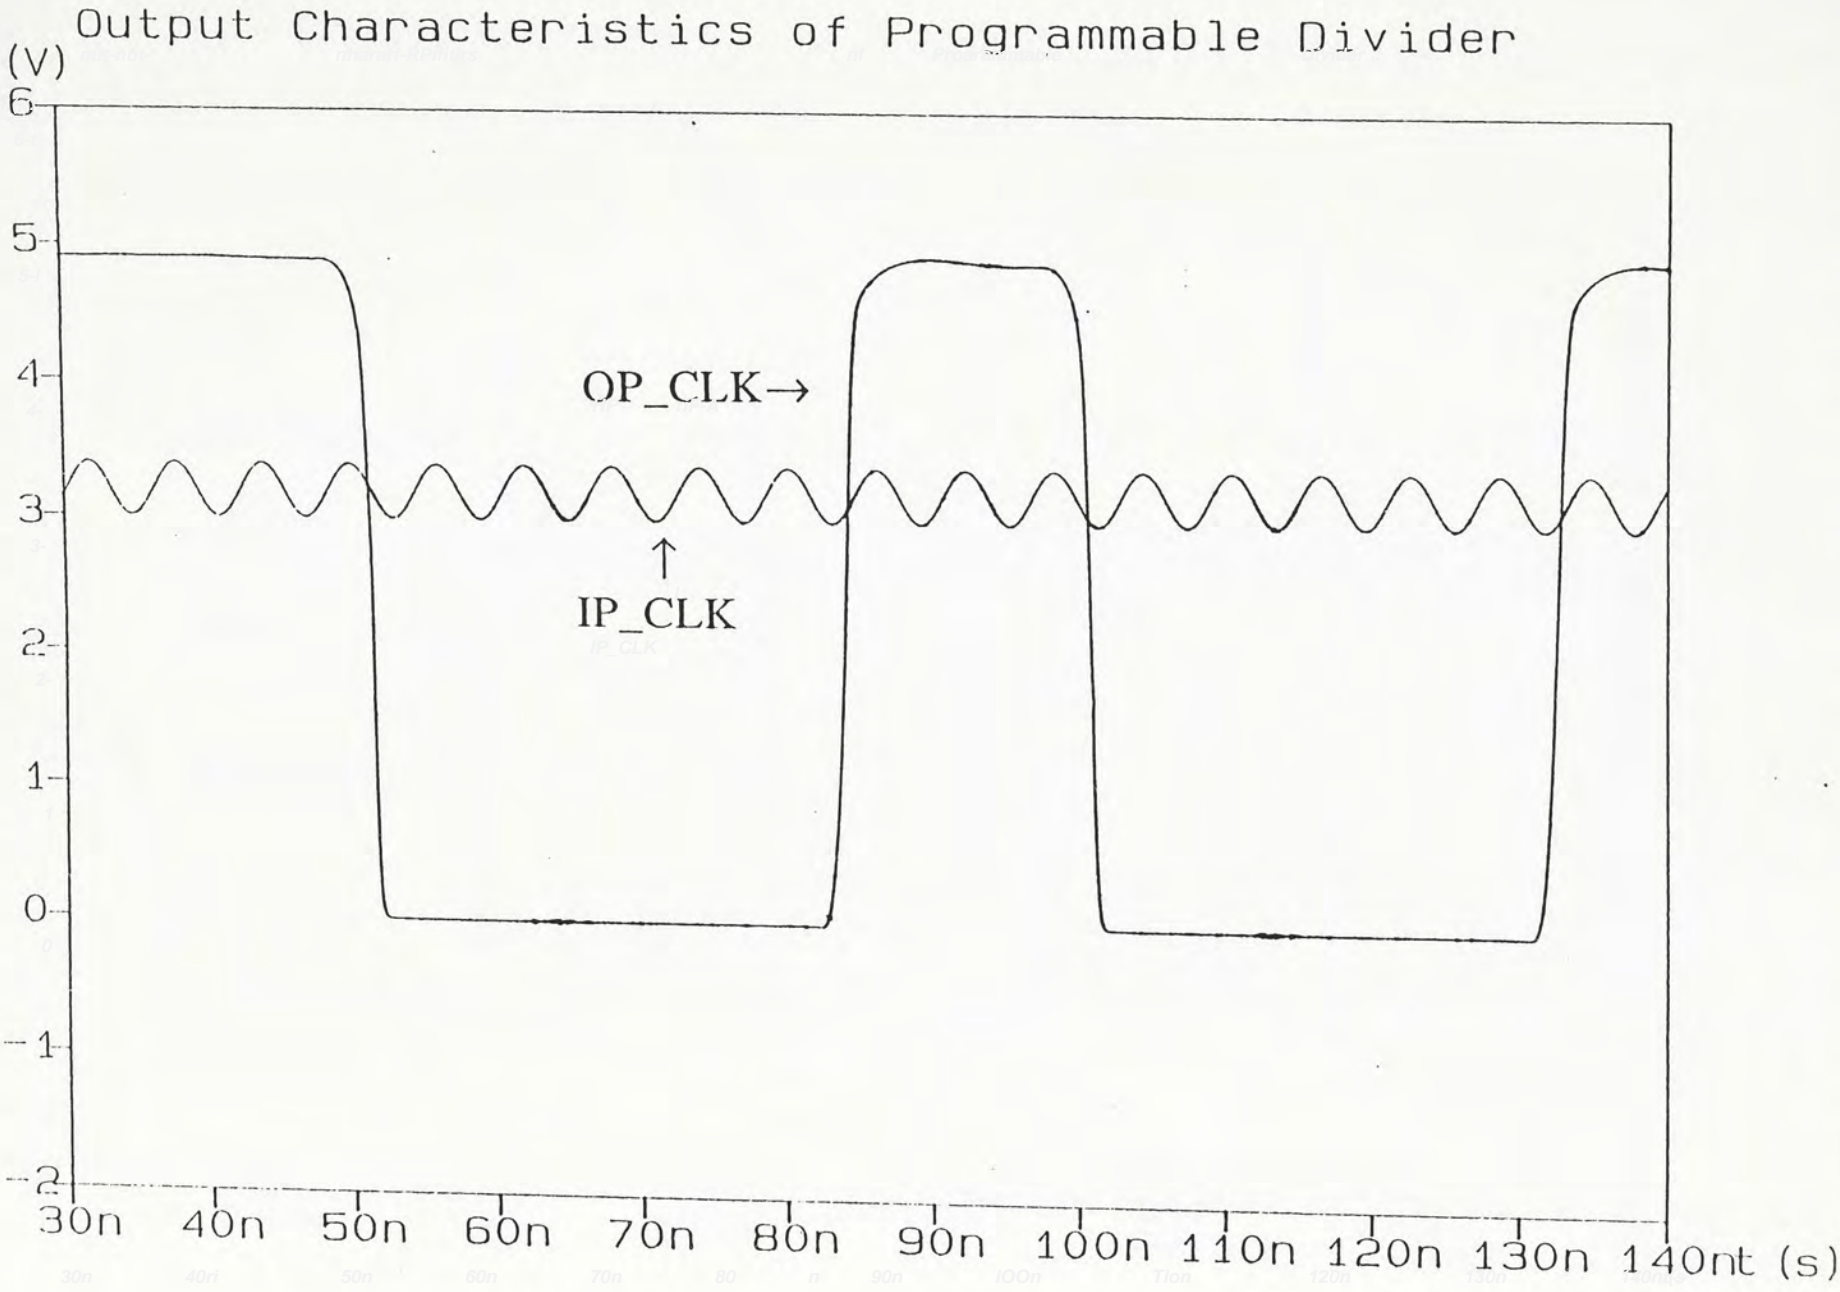 Output Characteristics of Programmable Divider
(V)
6
5
4
OP_CLK→
3
↑
IP_CLK
2
1
0
-1
-2
30n 40n 50n 60n 70n 80n 90n 100n 110n 120n 130n 140n t (s)